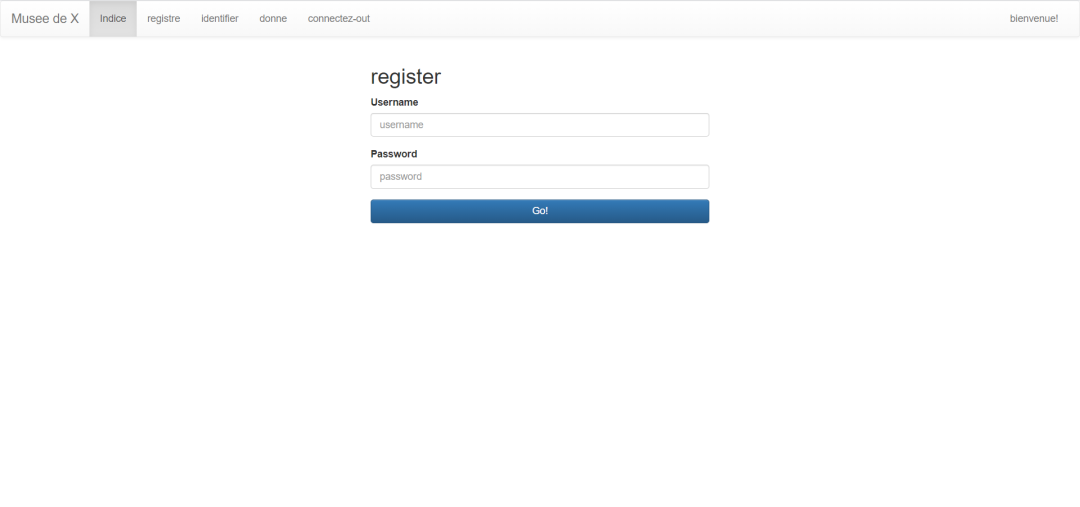 Musee de X Indice registre identifier donne connectez-out bienvenue!
register
Username
username
Password
password
Go!